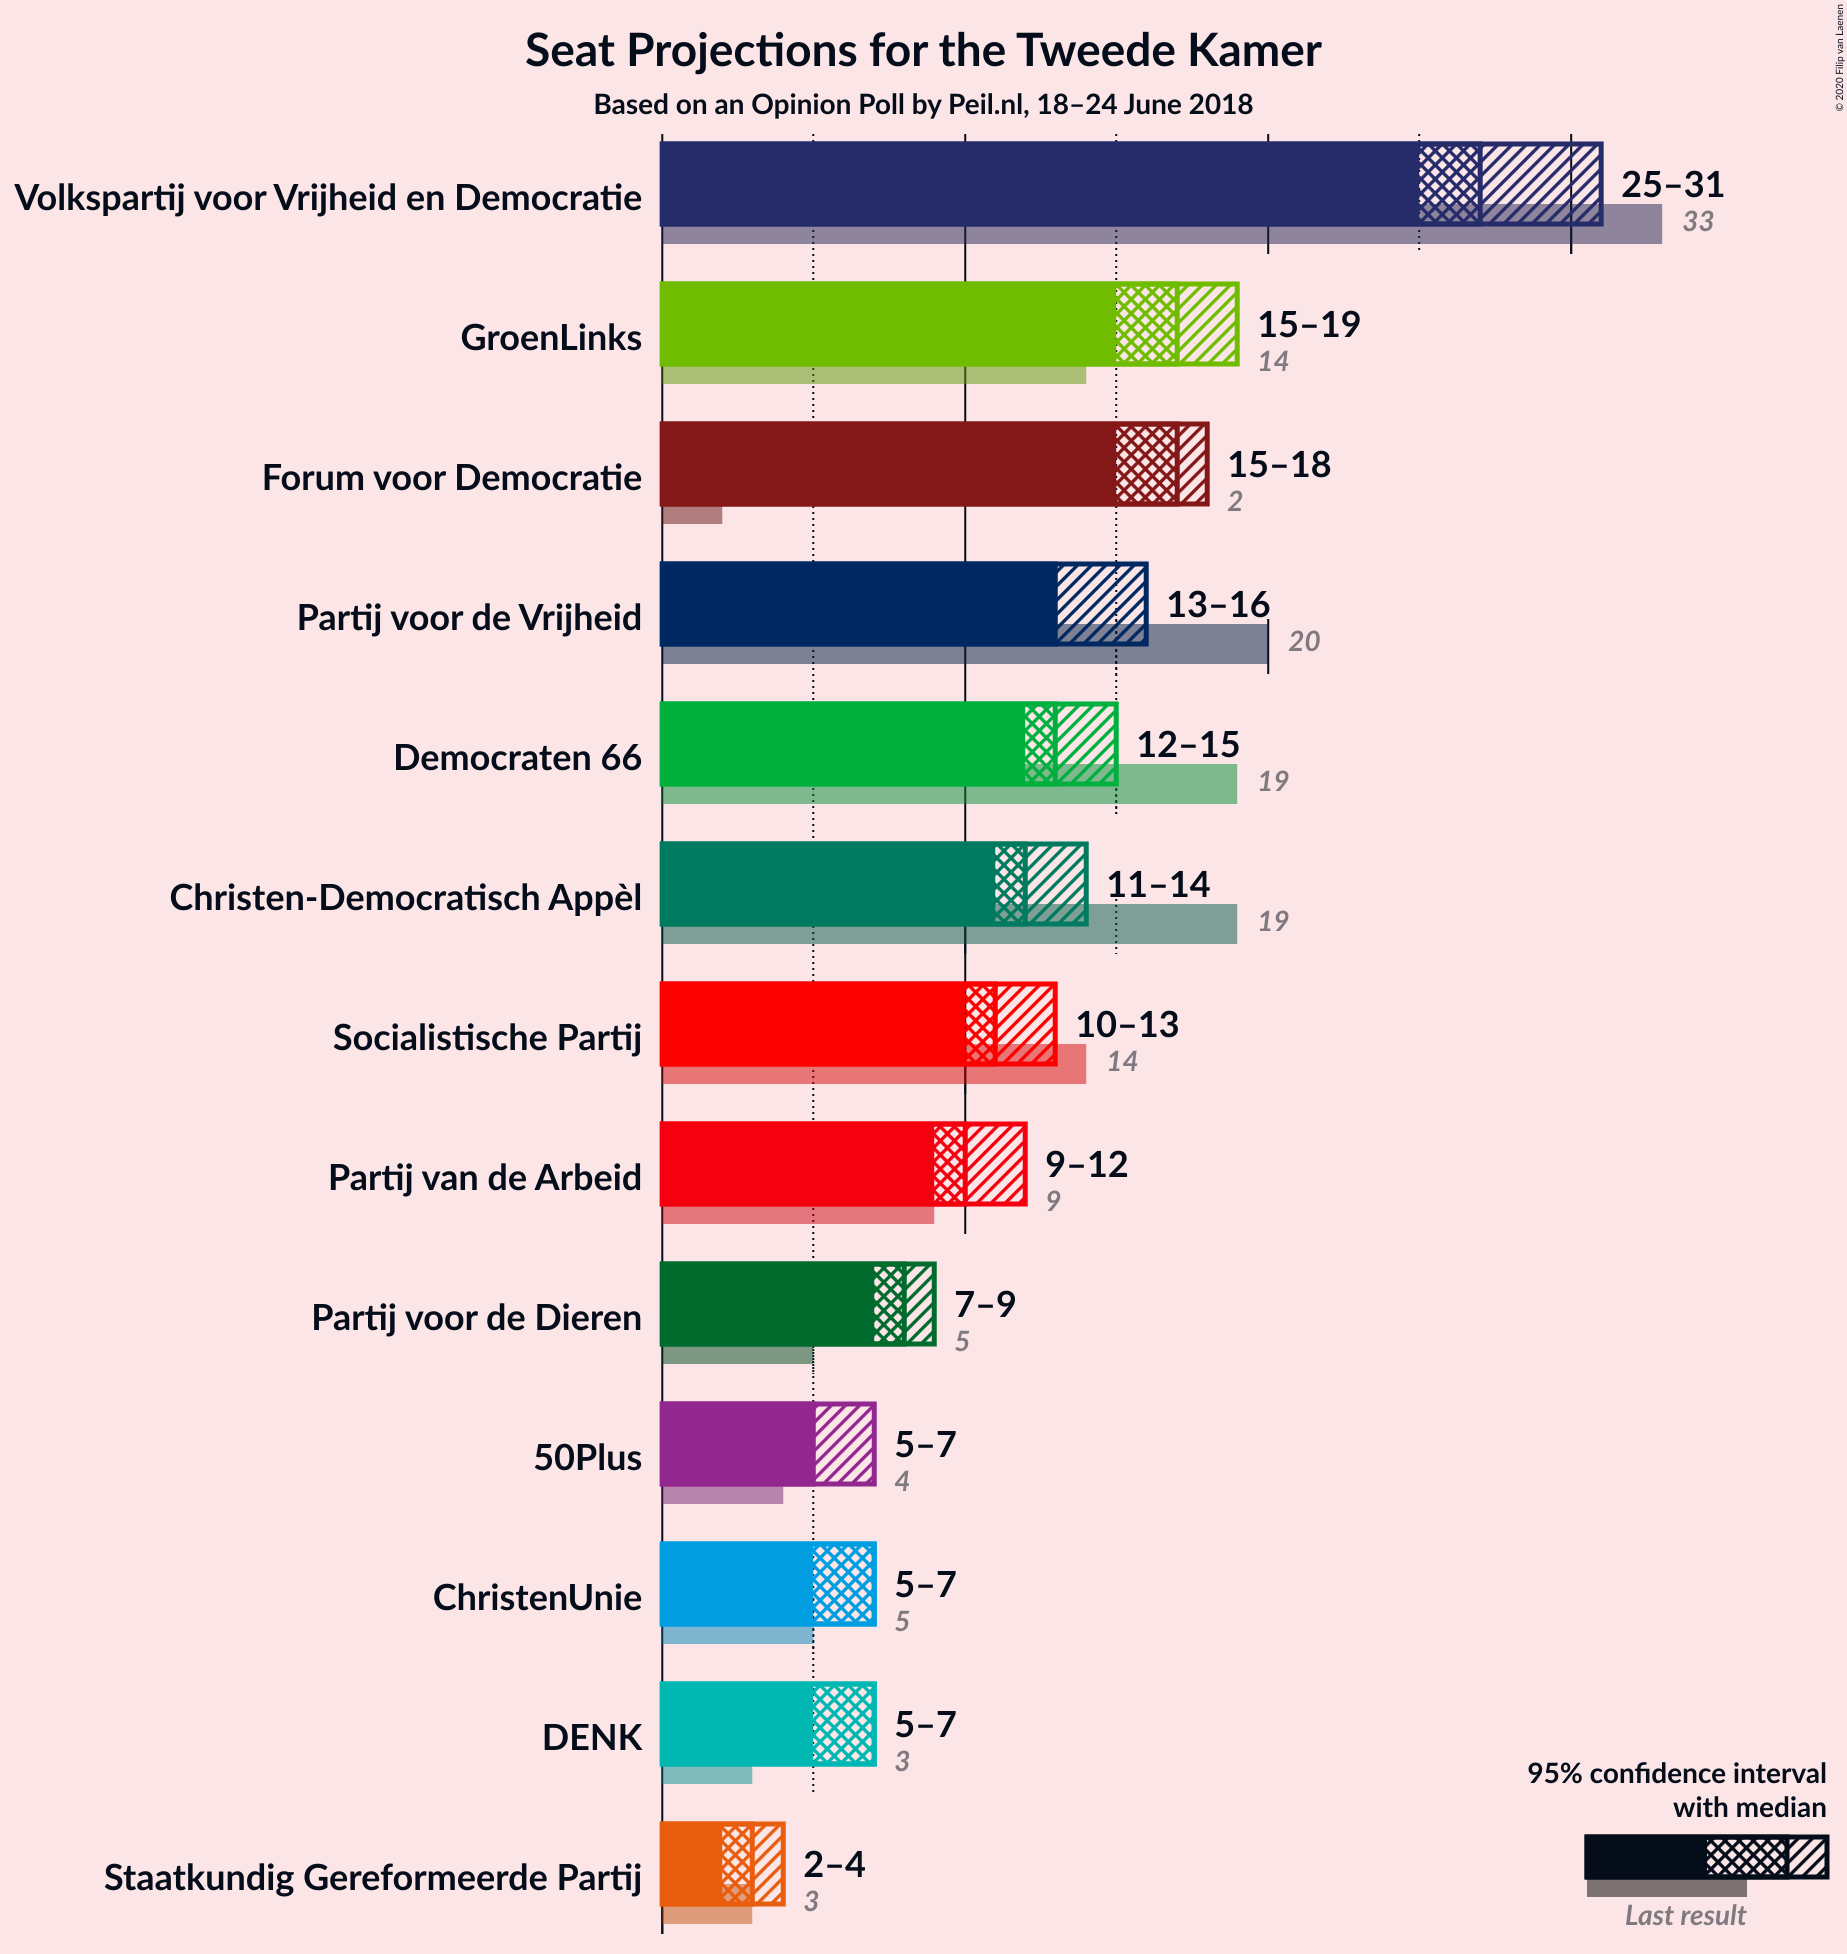 Seat Projections for the Tweede Kamer
Based on an Opinion Poll by Peil.nl, 18–24 June 2018
© 2020 Filip van Laenen
Volkspartij voor Vrijheid en Democratie
25–31
33
GroenLinks
15–19
14
Forum voor Democratie
15–18
2
Partij voor de Vrijheid
13–16
20
Democraten 66
12–15
19
Christen-Democratisch Appèl
11–14
19
Socialistische Partij
10–13
14
Partij van de Arbeid
9–12
9
Partij voor de Dieren
7–9
5
50Plus
5–7
4
ChristenUnie
5–7
5
DENK
5–7
3
Staatkundig Gereformeerde Partij
2–4
3
95% confidence interval
with median
Last result